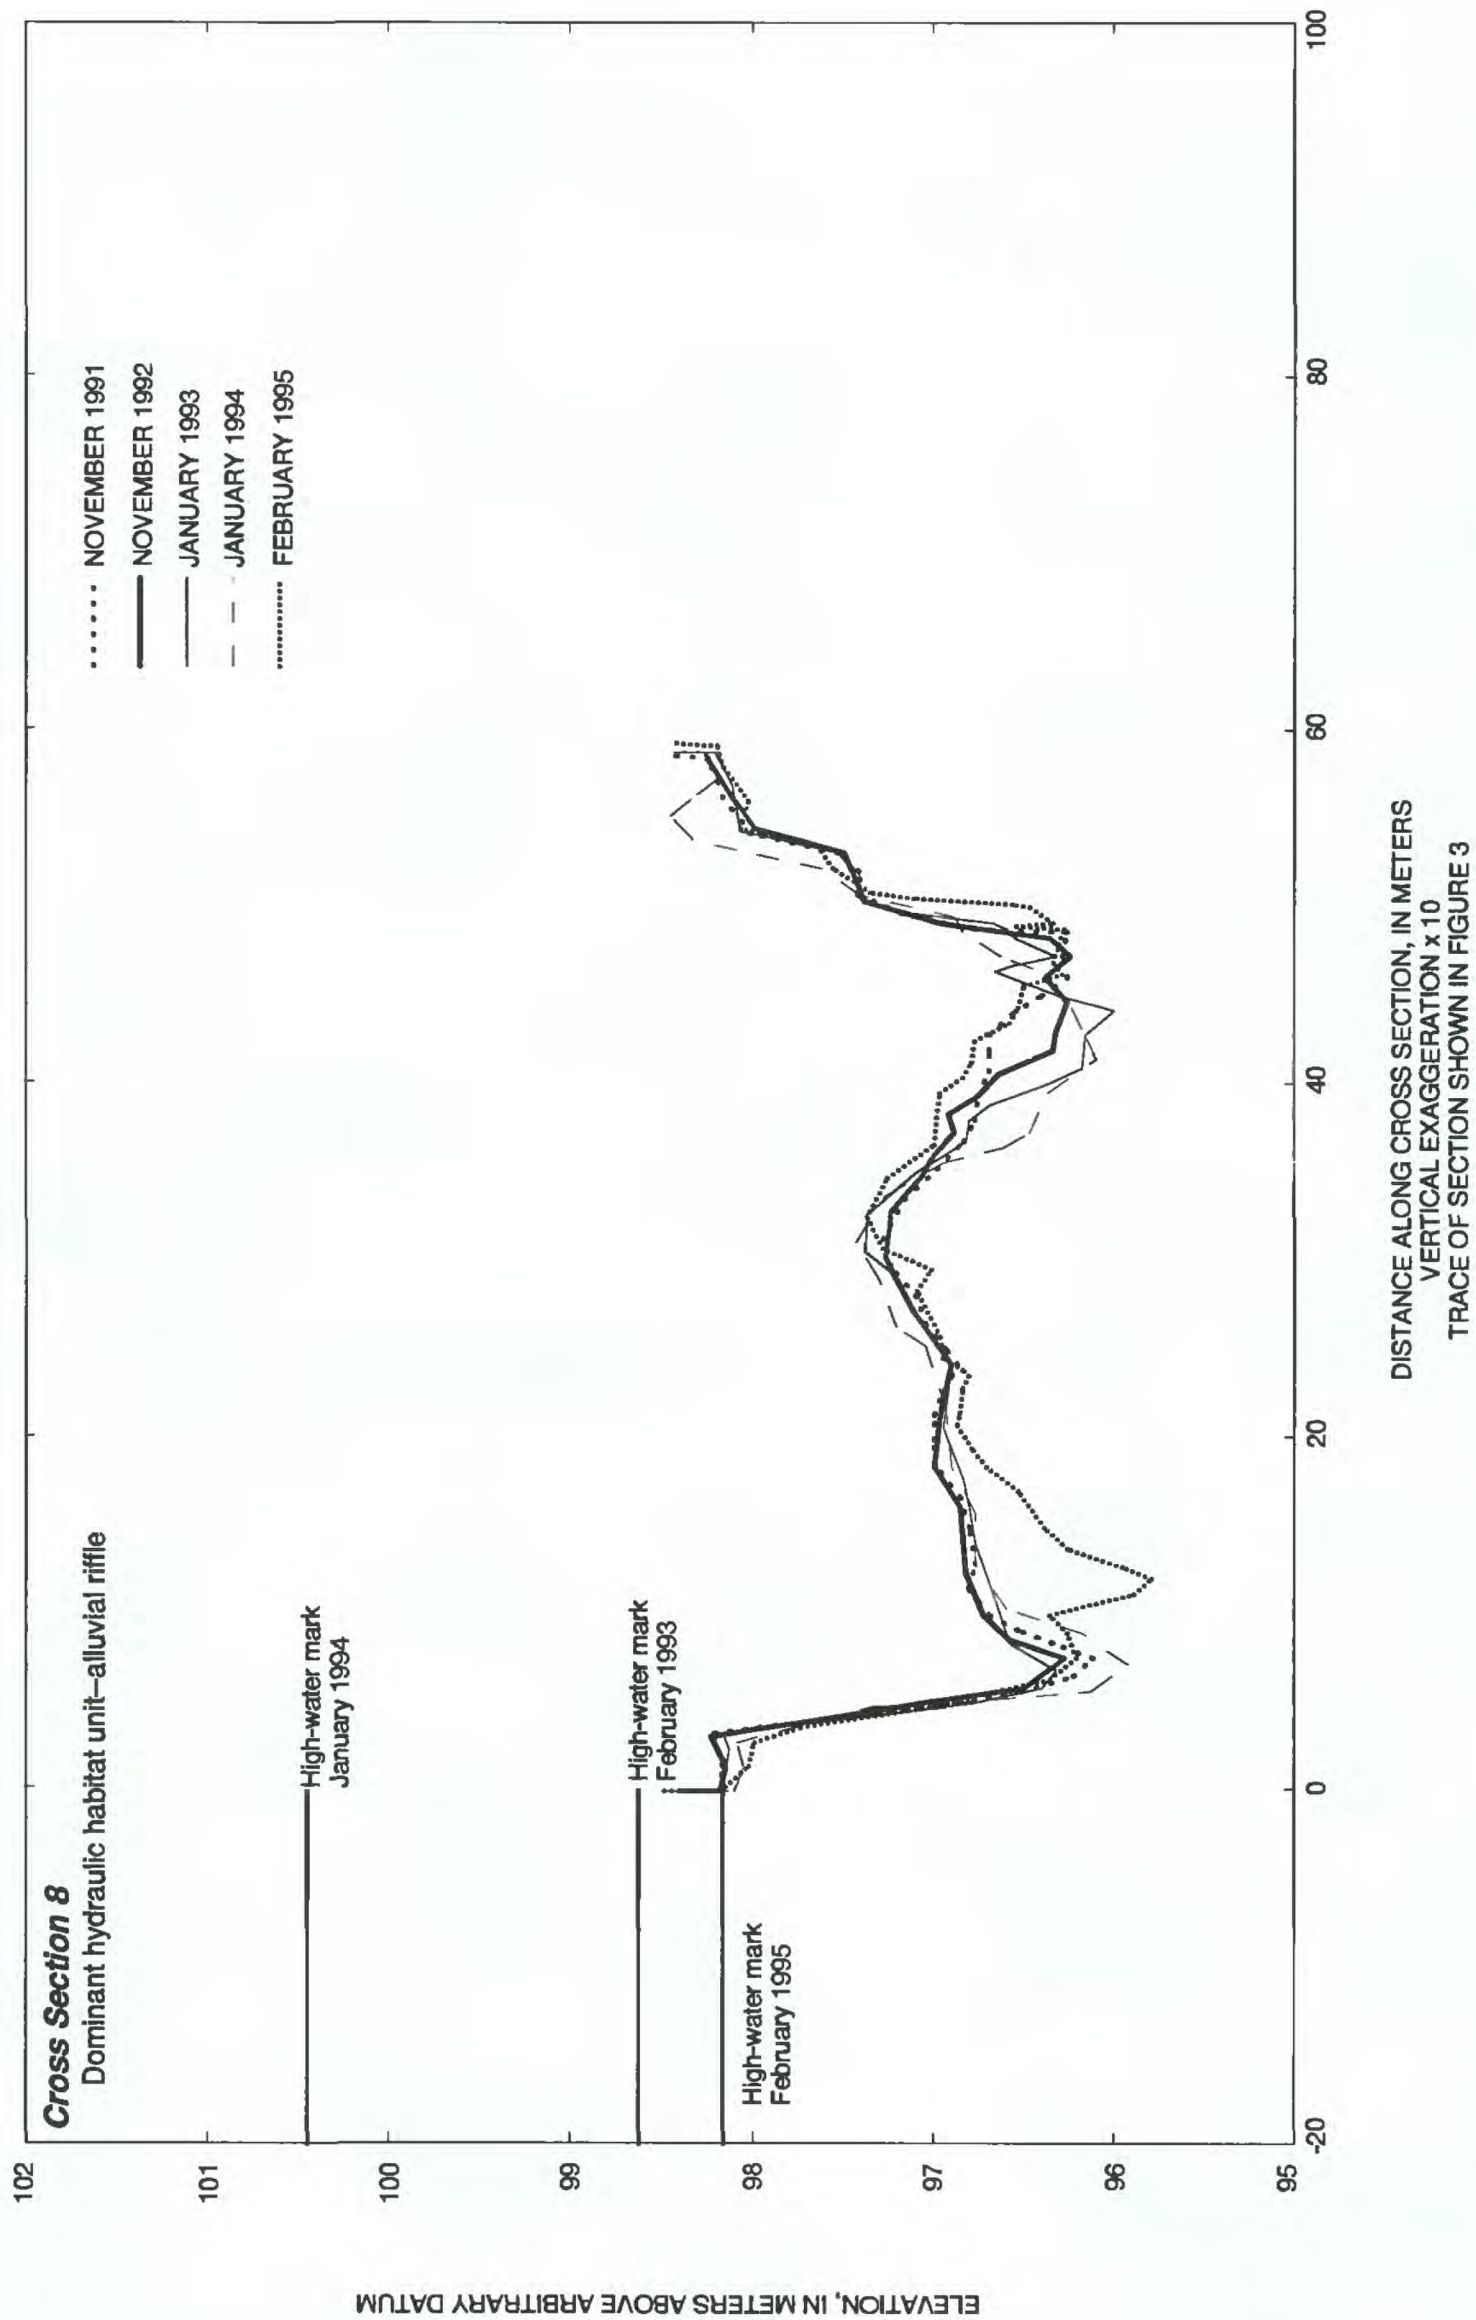 Cross Section 8
Dominant hydraulic habitat unit–alluvial riffle
NOVEMBER 1991
NOVEMBER 1992
JANUARY 1993
JANUARY 1994
FEBRUARY 1995
High-water mark
January 1994
High-water mark
February 1993
High-water mark
February 1995
102
101
100
99
98
97
96
95
ELEVATION, IN METERS ABOVE ARBITRARY DATUM
-20
0
20
40
60
80
100
DISTANCE ALONG CROSS SECTION, IN METERS
VERTICAL EXAGGERATION x 10
TRACE OF SECTION SHOWN IN FIGURE 3